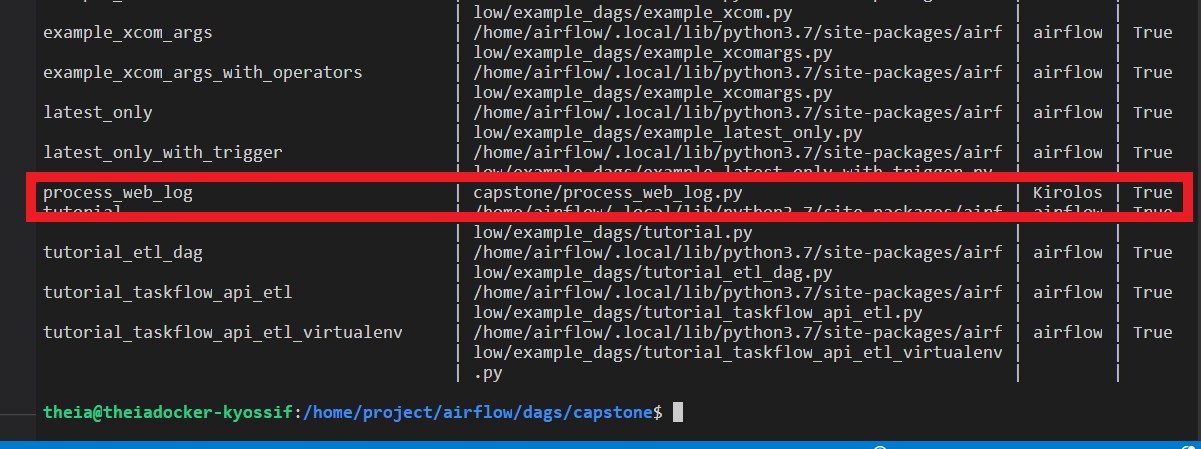 | low/example_dags/example_xcom.py | |
example_xcom_args | /home/airflow/.local/lib/python3.7/site-packages/airf | airflow | True
| low/example_dags/example_xcomargs.py | |
example_xcom_args_with_operators | /home/airflow/.local/lib/python3.7/site-packages/airf | airflow | True
| low/example_dags/example_xcomargs.py | |
latest_only | /home/airflow/.local/lib/python3.7/site-packages/airf | airflow | True
| low/example_dags/example_latest_only.py | |
latest_only_with_trigger | /home/airflow/.local/lib/python3.7/site-packages/airf | airflow | True
| low/example_dags/example_latest_only_with_trigger.py | |
process_web_log | capstone/process_web_log.py | Kirolos | True
tutorial | /home/airflow/.local/lib/python3.7/site-packages/airf | airflow | True
| low/example_dags/tutorial.py | |
tutorial_etl_dag | /home/airflow/.local/lib/python3.7/site-packages/airf | airflow | True
| low/example_dags/tutorial_etl_dag.py | |
tutorial_taskflow_api_etl | /home/airflow/.local/lib/python3.7/site-packages/airf | airflow | True
| low/example_dags/tutorial_taskflow_api_etl.py | |
tutorial_taskflow_api_etl_virtualenv | /home/airflow/.local/lib/python3.7/site-packages/airf | airflow | True
| low/example_dags/tutorial_taskflow_api_etl_virtualenv | |
| .py | |
theia@theiadocker-kyossif:/home/project/airflow/dags/capstone$